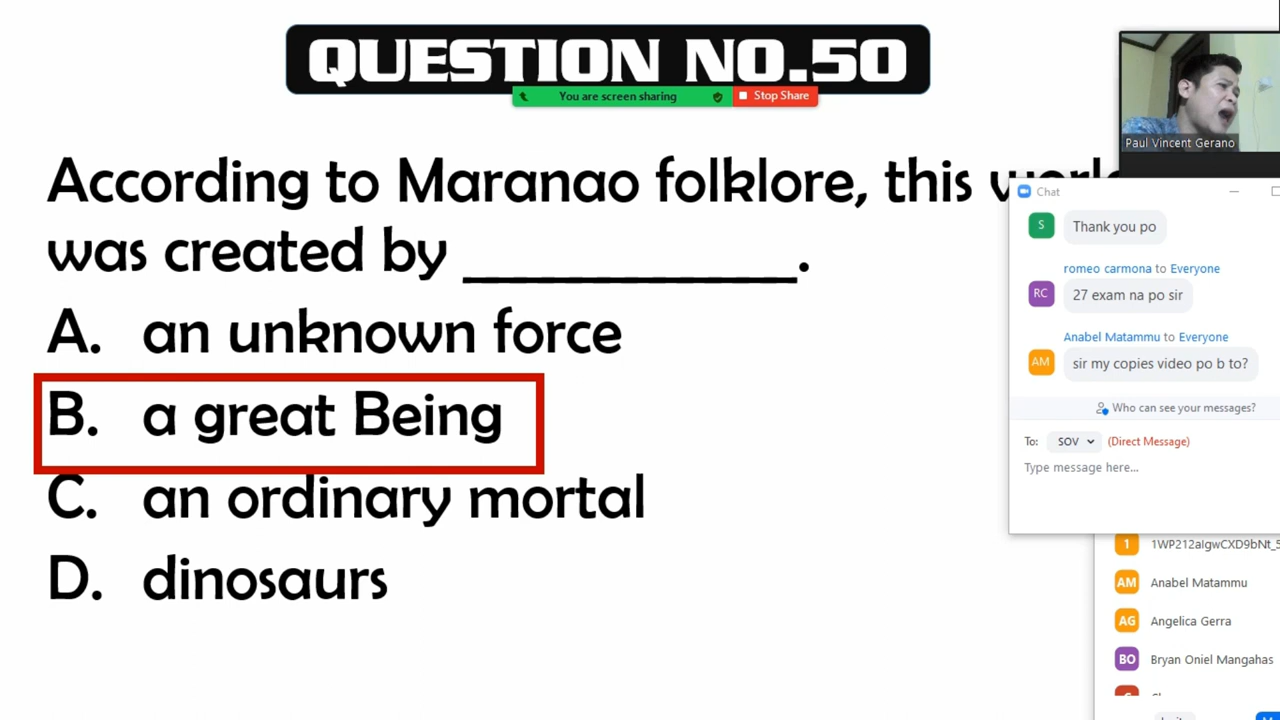 QUESTION NO.50
You are screen sharing
Stop Share
According to Maranao folklore, this
was created by ____________.
A. an unknown force
B. a great Being
C. an ordinary mortal
D. dinosaurs
Paul Vincent Gerano
Chat
S
Thank you po
romeo carmona to Everyone
RC
27 exam na po sir
Anabel Matammu to Everyone
AM
sir my copies video po b to?
Who can see your messages?
To: SOV (Direct Message)
Type message here...
1
AM Anabel Matammu
AG Angelica Gerra
BO Bryan Oniel Mangahas